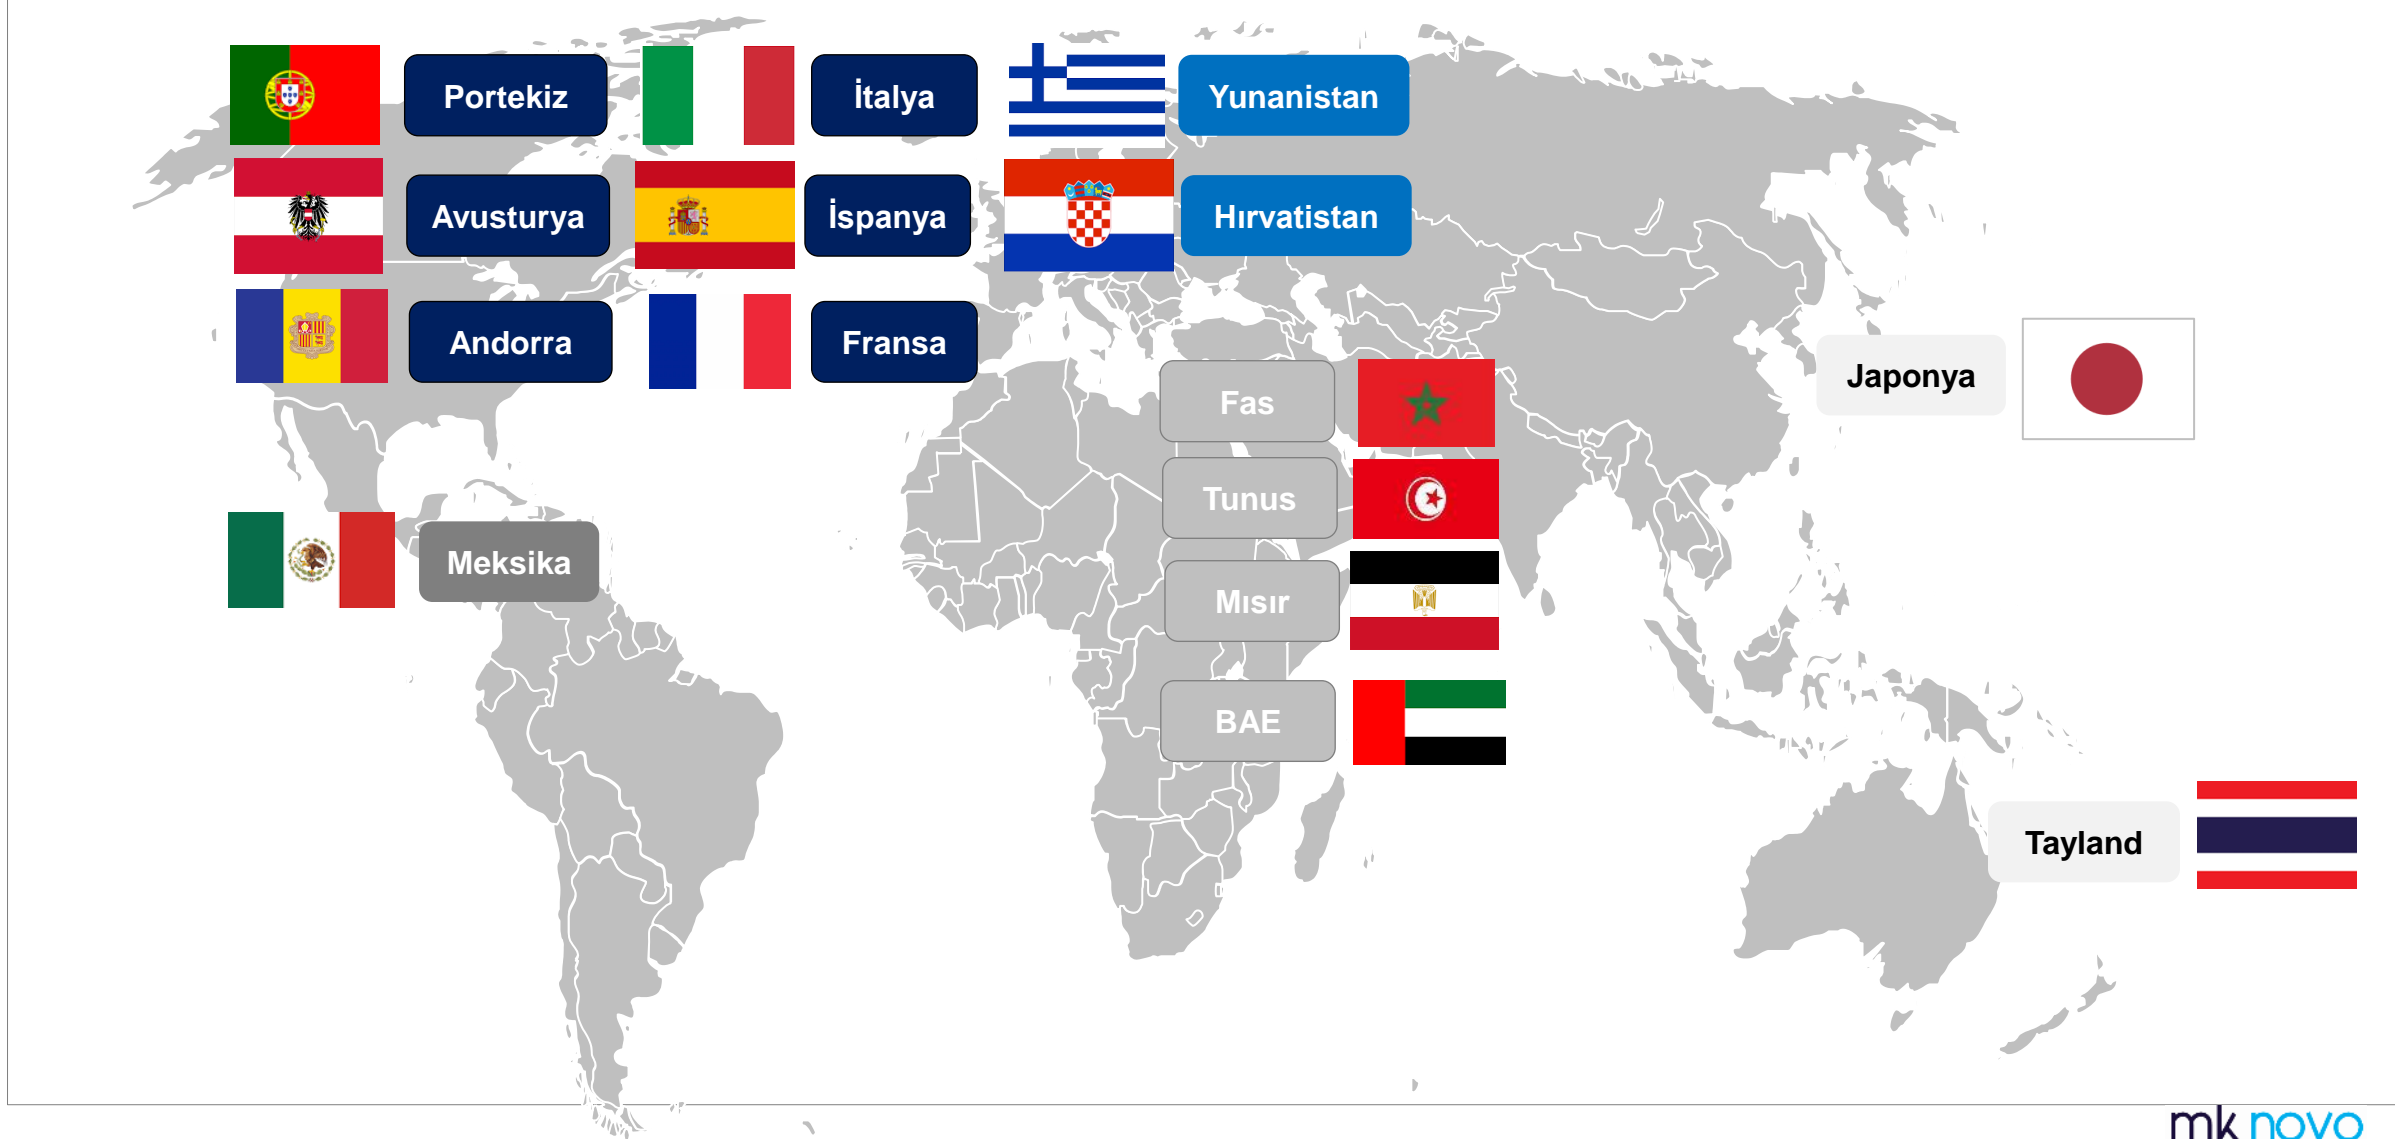 Portekiz
İtalya
Yunanistan
Avusturya
İspanya
Hırvatistan
Andorra
Fransa
Japonya
Fas
Tunus
Meksika
Mısır
BAE
Tayland
mk novo